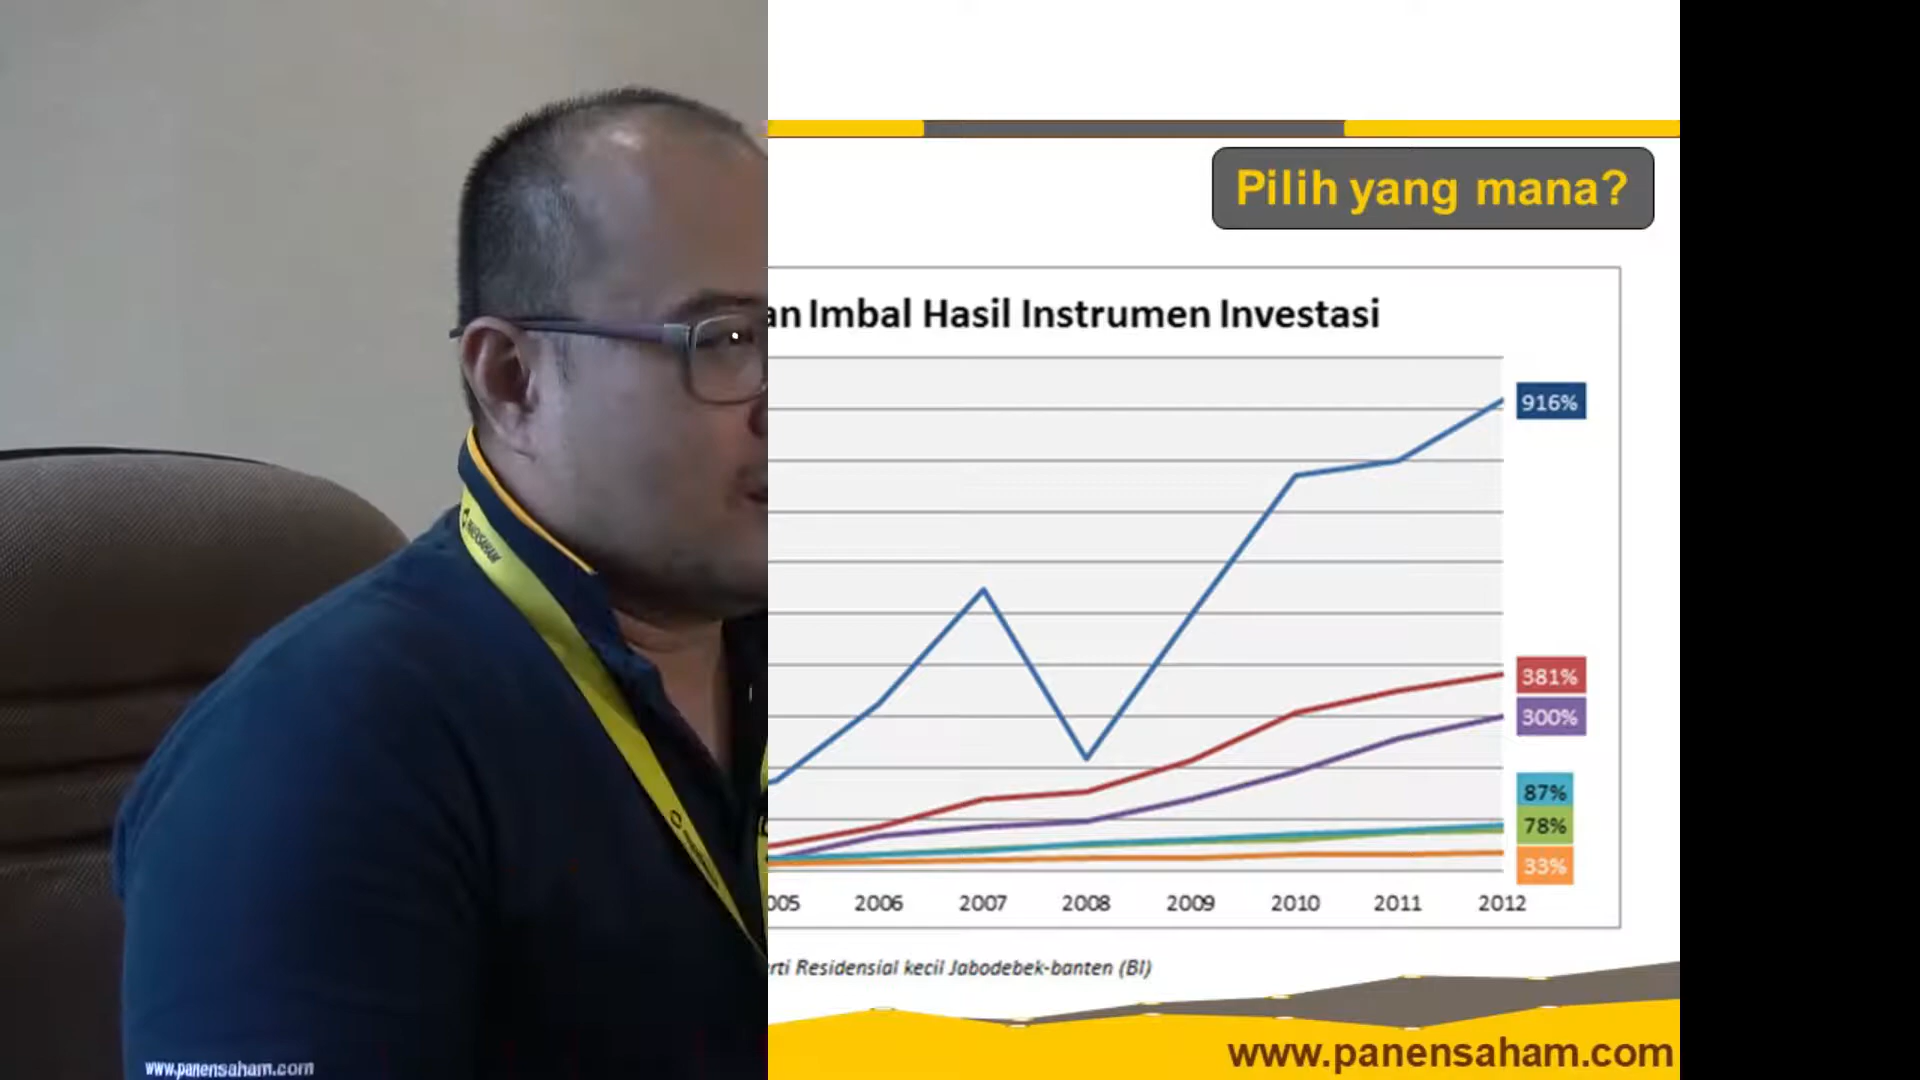 Pilih yang mana?
an Imbal Hasil Instrumen Investasi
916%
381%
300%
87%
78%
33%
005 2006 2007 2008 2009 2010 2011 2012
rti Residensial kecil Jabodebek-banten (BI)
www.panensaham.com
PANENSAHAM
www.panensaham.com